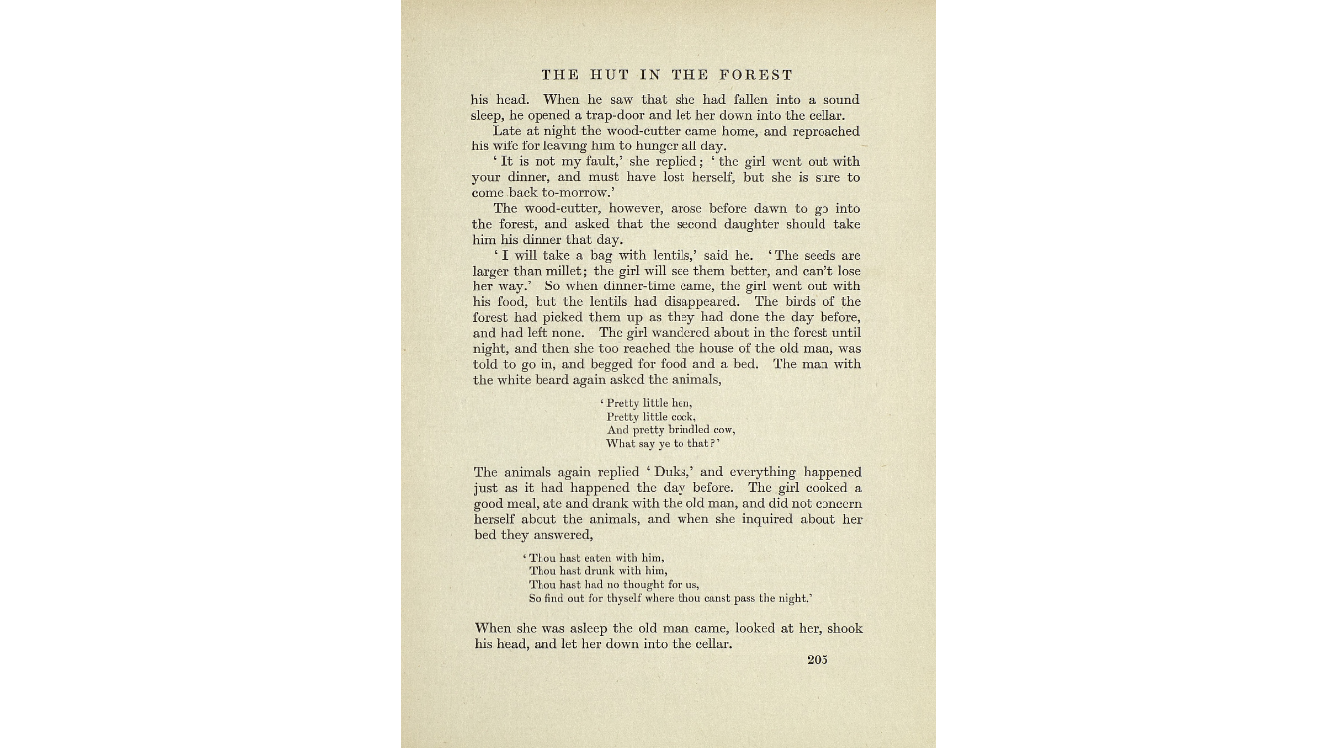 THE HUT IN THE FOREST
his head. When he saw that she had fallen into a sound
sleep, he opened a trap-door and let her down into the cellar.
Late at night the wood-cutter came home, and reproached
his wife for leaving him to hunger all day.
‘ It is not my fault,’ she replied ; ‘ the girl went out with
your dinner, and must have lost herself, but she is sure to
come back to-morrow.’
The wood-cutter, however, arose before dawn to go into
the forest, and asked that the second daughter should take
him his dinner that day.
‘ I will take a bag with lentils,’ said he. ‘ The seeds are
larger than millet ; the girl will see them better, and can’t lose
her way.’ So when dinner-time came, the girl went out with
his food, but the lentils had disappeared. The birds of the
forest had picked them up as they had done the day before,
and had left none. The girl wandered about in the forest until
night, and then she too reached the house of the old man, was
told to go in, and begged for food and a bed. The man with
the white beard again asked the animals,
‘ Pretty little hen,
Pretty little cock,
And pretty brindled cow,
What say ye to that ?’
The animals again replied ‘ Duks,’ and everything happened
just as it had happened the day before. The girl cooked a
good meal, ate and drank with the old man, and did not concern
herself about the animals, and when she inquired about her
bed they answered,
‘ Thou hast eaten with him,
Thou hast drunk with him,
Thou hast had no thought for us,
So find out for thyself where thou canst pass the night.’
When she was asleep the old man came, looked at her, shook
his head, and let her down into the cellar.
205